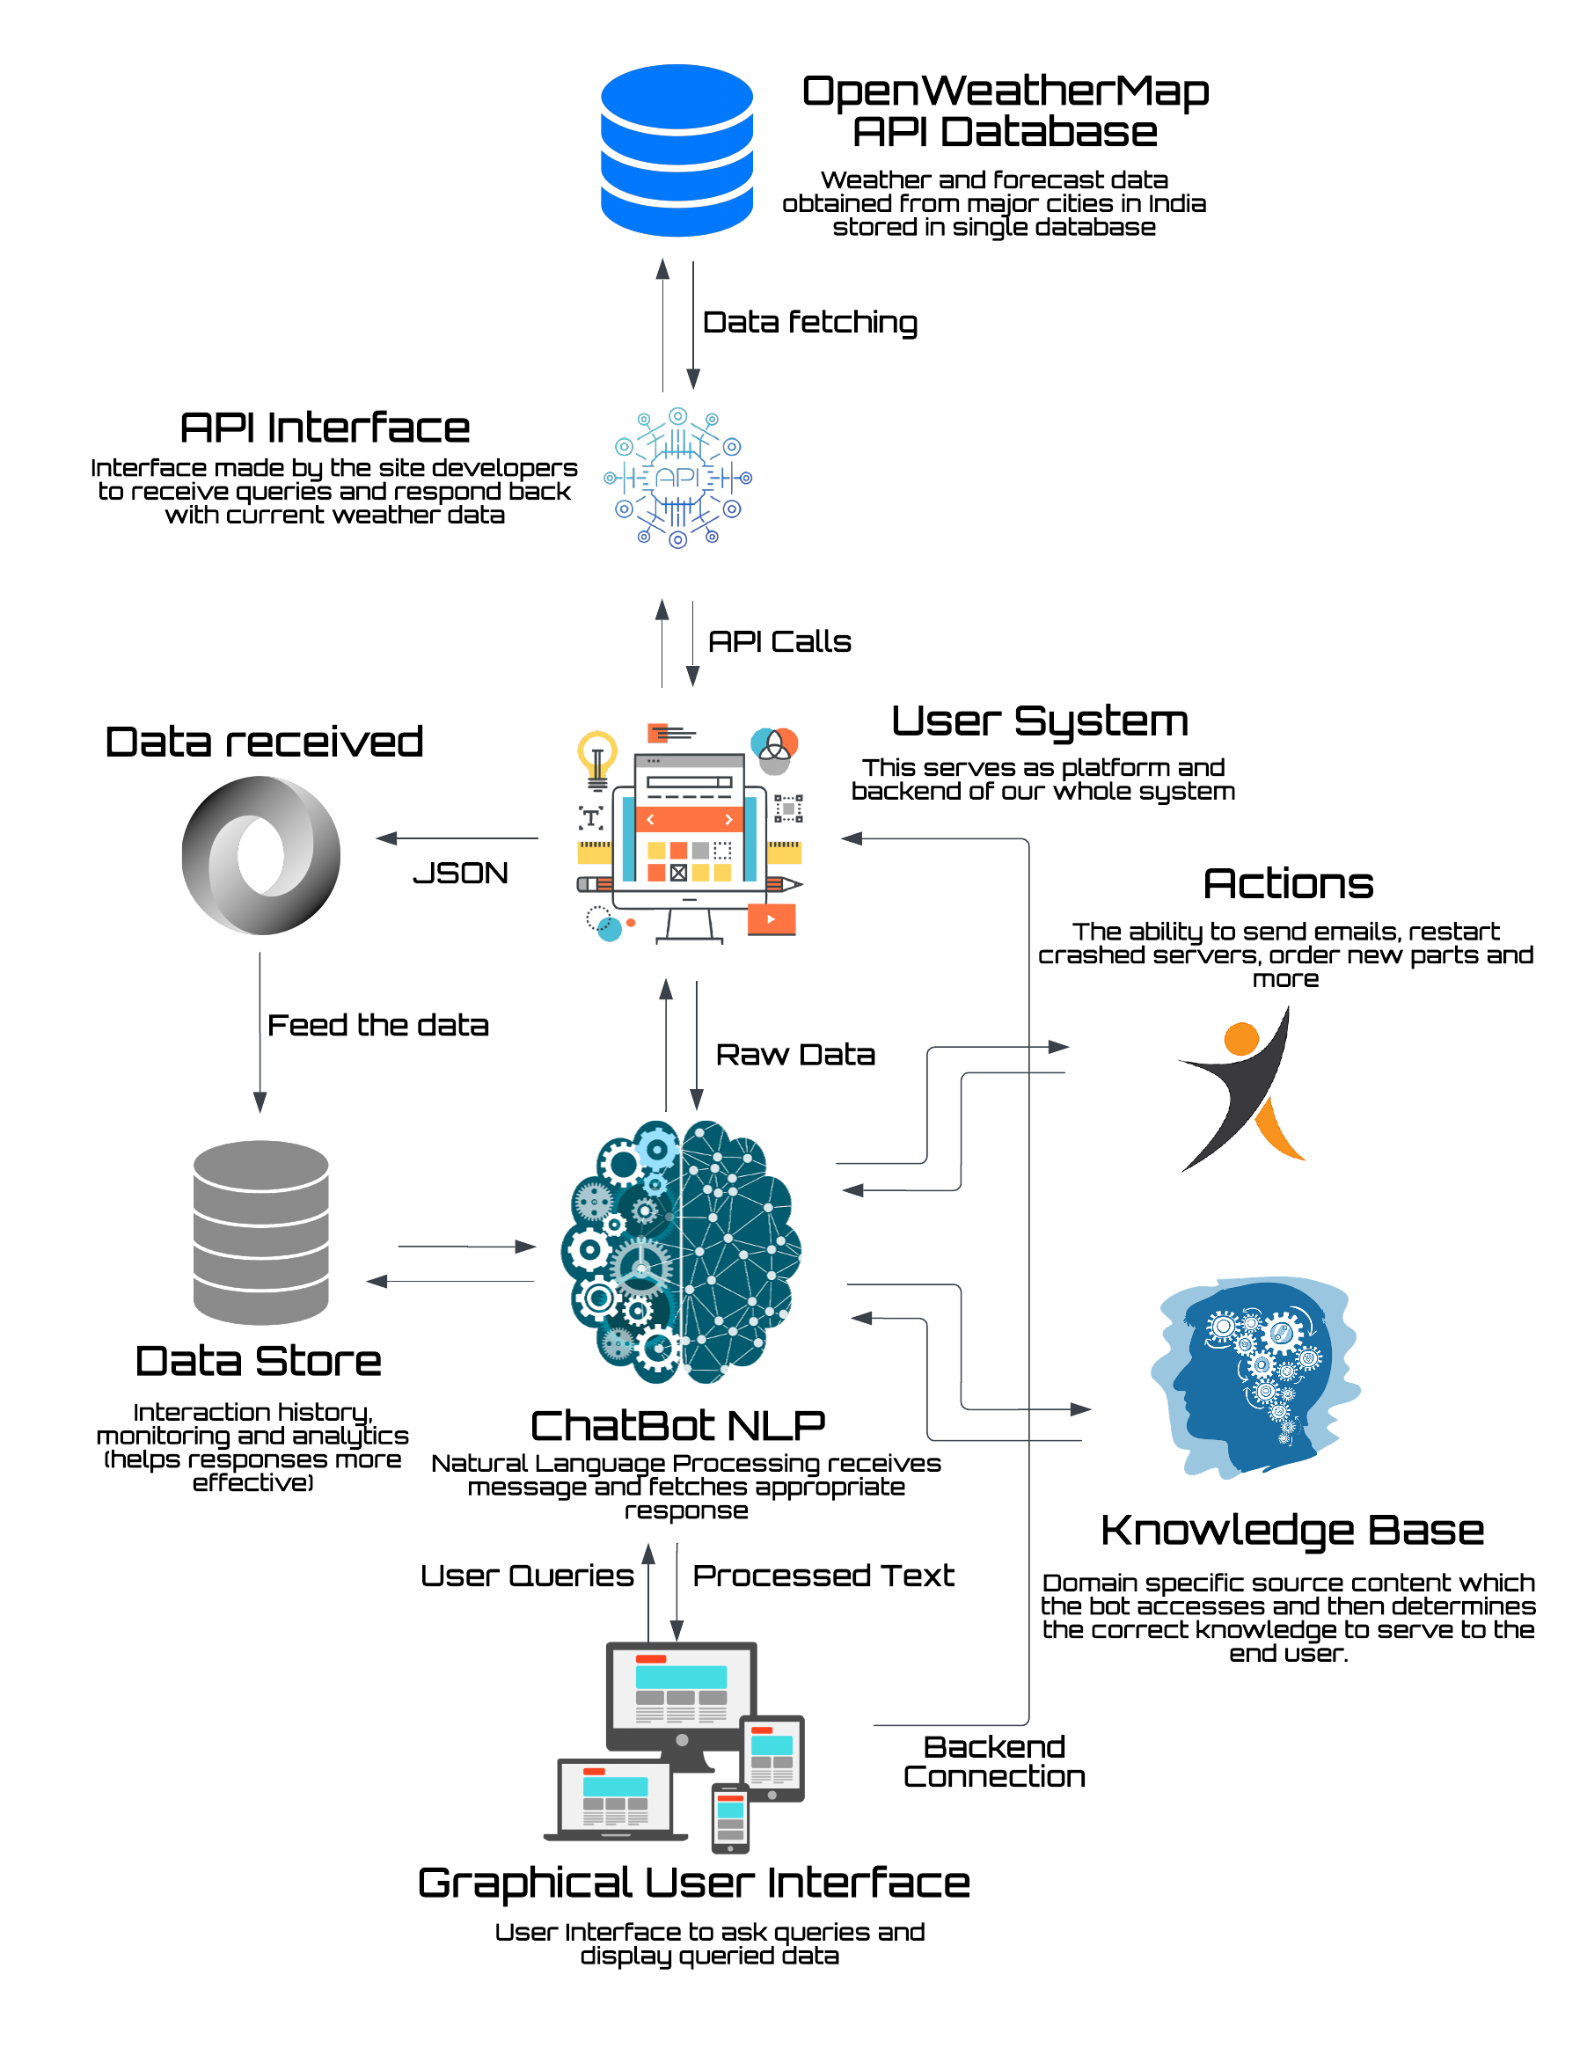 OpenWeatherMap
API Database
Weather and forecast data
obtained from major cities in India
stored in single database
Data fetching
API Interface
Interface made by the site developers
to receive queries and respond back
with current weather data
API
API Calls
Data received
User System
This serves as platform and
backend of our whole system
T
JSON
Actions
The ability to send emails, restart
crashed servers, order new parts and
more
Feed the data
Raw Data
Data Store
Interaction history,
monitoring and analytics
(helps responses more
effective)
ChatBot NLP
Natural Language Processing receives
message and fetches appropriate
response
Knowledge Base
Domain specific source content which
the bot accesses and then determines
the correct knowledge to serve to the
end user.
User Queries
Processed Text
Backend
Connection
Graphical User Interface
User Interface to ask queries and
display queried data